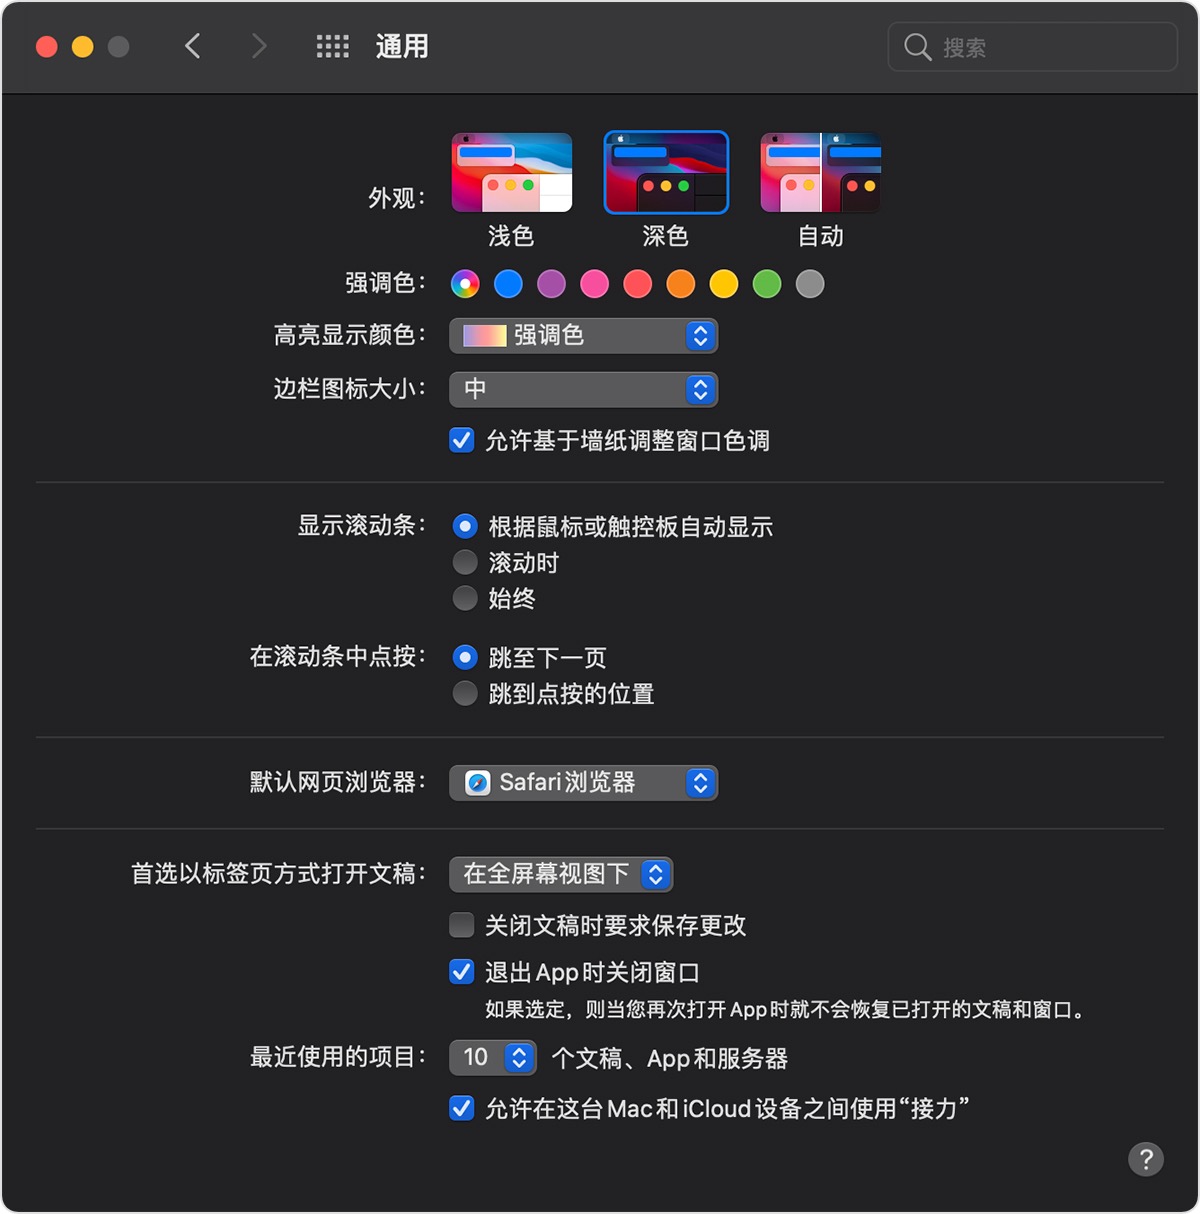 通用
搜索
外观：
浅色 深色 自动
强调色：
高亮显示颜色： 强调色
边栏图标大小： 中
允许基于墙纸调整窗口色调
显示滚动条： 根据鼠标或触控板自动显示
滚动时
始终
在滚动条中点按： 跳至下一页
跳到点按的位置
默认网页浏览器： Safari浏览器
首选以标签页方式打开文稿： 在全屏幕视图下
关闭文稿时要求保存更改
退出App时关闭窗口
如果选定，则当您再次打开App时就不会恢复已打开的文稿和窗口。
最近使用的项目： 10 个文稿、App和服务器
允许在这台Mac和iCloud设备之间使用“接力”
?